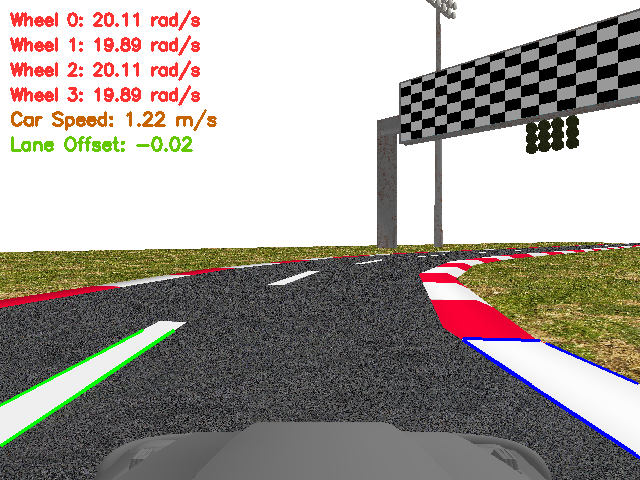 Wheel 0: 20.11 rad/s
Wheel 1: 19.89 rad/s
Wheel 2: 20.11 rad/s
Wheel 3: 19.89 rad/s
Car Speed: 1.22 m/s
Lane Offset: -0.02